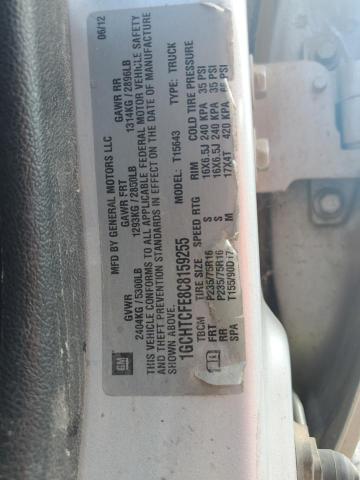 GM
MFD BY GENERAL MOTORS LLC
06/12
GVWR
GAWR FRT
GAWR RR
2404KG / 5300LB
1293KG / 2850LB
1314KG / 2896LB
THIS VEHICLE CONFORMS TO ALL APPLICABLE FEDERAL MOTOR VEHICLE SAFETY
AND THEFT PREVENTION STANDARDS IN EFFECT ON THE DATE OF MANUFACTURE
SHOWN ABOVE.
1GCHTCFE8C8159255
MODEL: T15643
TYPE: TRUCK
TBCM TIRE SIZE SPEED RTG RIM COLD TIRE PRESSURE
FRT P235/75R16 S 16X6.5J 240 KPA 35 PSI
RR P235/75R16 S 16X6.5J 240 KPA 35 PSI
SPA T155/90D17 M 17X4T 420 KPA PSI